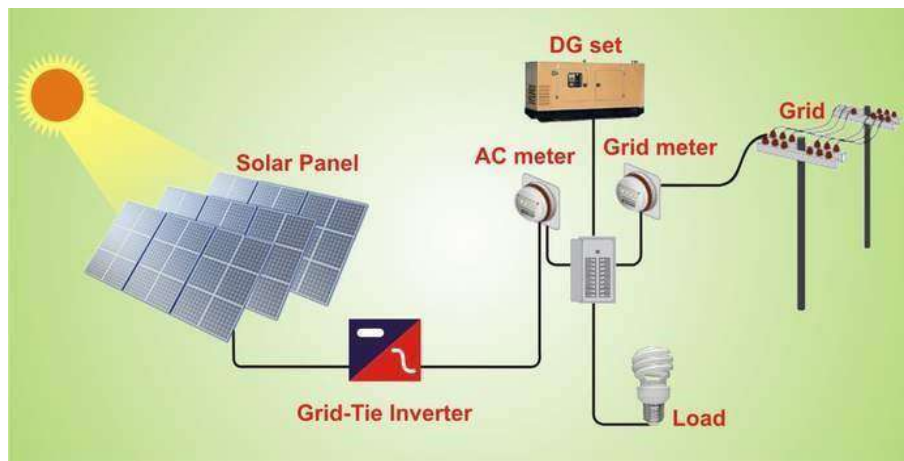 DG set
Grid
Solar Panel
AC meter
Grid meter
Grid-Tie Inverter
Load